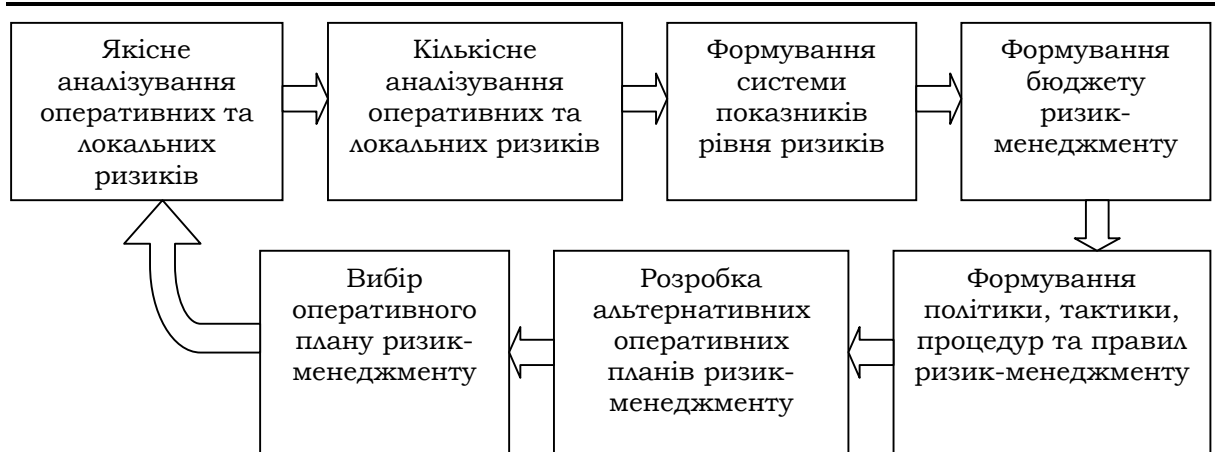 Якісне
аналізування
оперативних та
локальних
ризиків
Кількісне
аналізування
оперативних та
локальних ризиків
Формування
системи
показників
рівня ризиків
Формування
бюджету
ризик-
менеджменту
Вибір
оперативного
плану ризик-
менеджменту
Розробка
альтернативних
оперативних
планів ризик-
менеджменту
Формування
політики, тактики,
процедур та правил
ризик-менеджменту